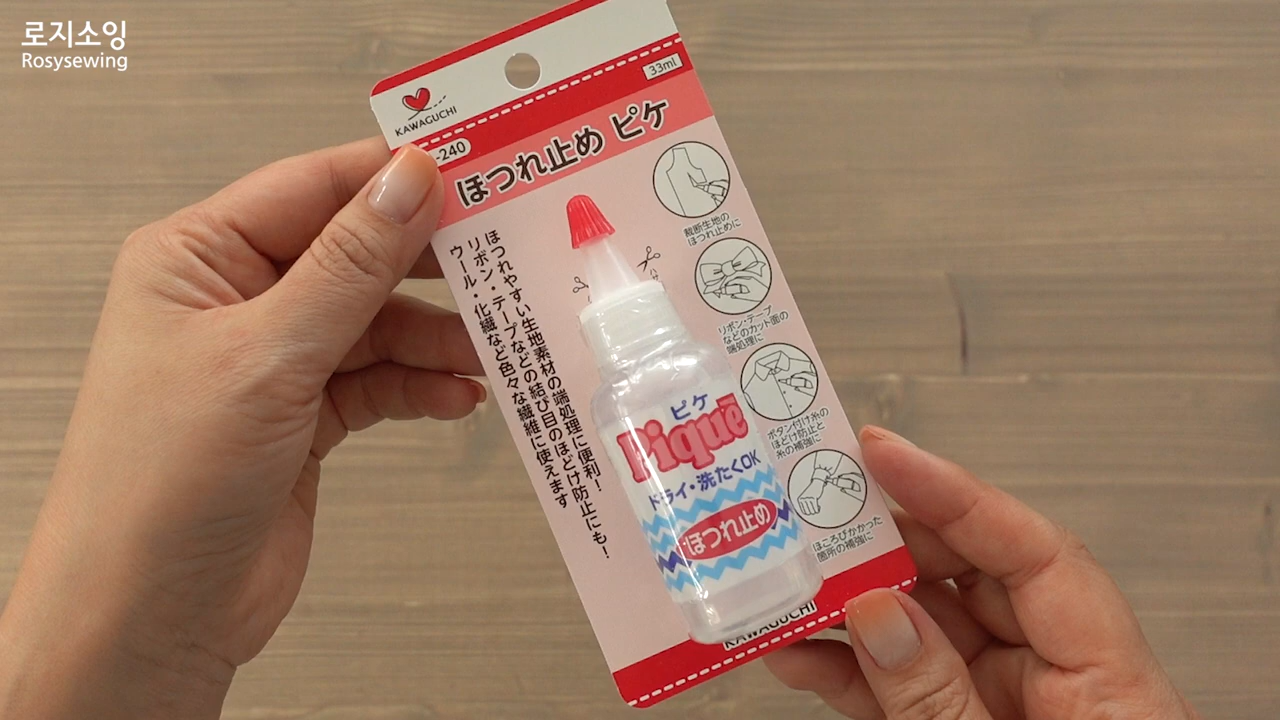 로지소잉
Rosysewing
KAWAGUCHI
33ml
-240
ほつれ止め ピケ
裁断生地の
ほつれ止めに
リボン・テープ
などのカット面の
端処理に
ボタン付け糸の
ほどけ防止と
糸の補強に
ほころびかかった
箇所の補強に
ほつれやすい生地素材の端処理に便利!
リボン・テープなどの結び目のほどけ防止にも!
ウール・化繊など色々な繊維に使えます
ピケ
Piquē
ドライ・洗たくOK
ほつれ止め
KAWAGUCHI